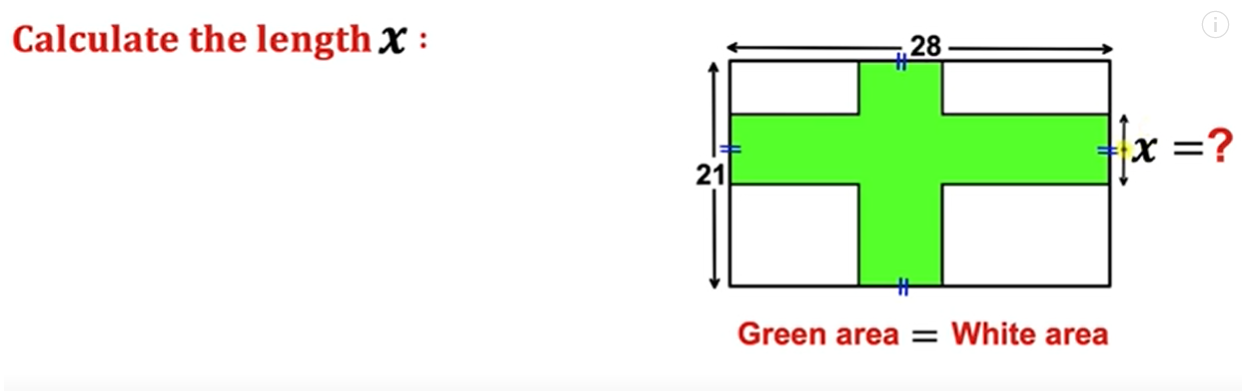 Calculate the length x :
28
21
x = ?
Green area = White area